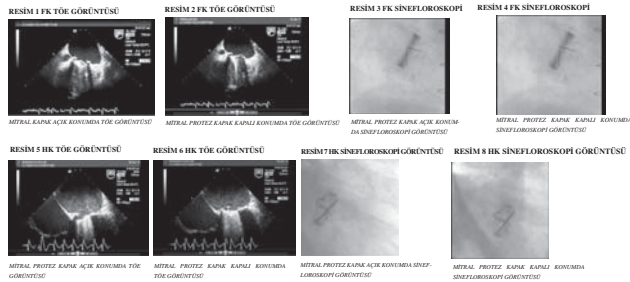 RESİM 1 FK TÖE GÖRÜNTÜSÜ
RESİM 2 FK TÖE GÖRÜNTÜSÜ
RESİM 3 FK SİNEFLOROSKOPİ
RESİM 4 FK SİNEFLOROSKOPİ
MİTRAL KAPAK AÇIK KONUMDA TÖE GÖRÜNTÜSÜ
MİTRAL PROTEZ KAPAK KAPALI KONUMDA TÖE GÖRÜNTÜSÜ
MİTRAL PROTEZ KAPAK AÇIK KONUM-
DA SİNEFLOROSKOPİ GÖRÜNTÜSÜ
MİTRAL PROTEZ KAPAK KAPALI KONUMDA
SİNEFLOROSKOPİ GÖRÜNTÜSÜ
RESİM 5 HK TÖE GÖRÜNTÜSÜ
RESİM 6 HK TÖE GÖRÜNTÜSÜ
RESİM 7 HK SİNEFLOROSKOPİ GÖRÜNTÜSÜ
RESİM 8 HK SİNEFLOROSKOPİ GÖRÜNTÜSÜ
MİTRAL PROTEZ KAPAK AÇIK KONUMDA TÖE
GÖRÜNTÜSÜ
MİTRAL PROTEZ KAPAK KAPALI KONUMDA
TÖE GÖRÜNTÜSÜ
MİTRAL PROTEZ KAPAK AÇIK KONUMDA SİNEF-
LOROSKOPİ GÖRÜNTÜSÜ
MİTRAL PROTEZ KAPAK KAPALI KONUMDA
SİNEFLOROSKOPİ GÖRÜNTÜSÜ